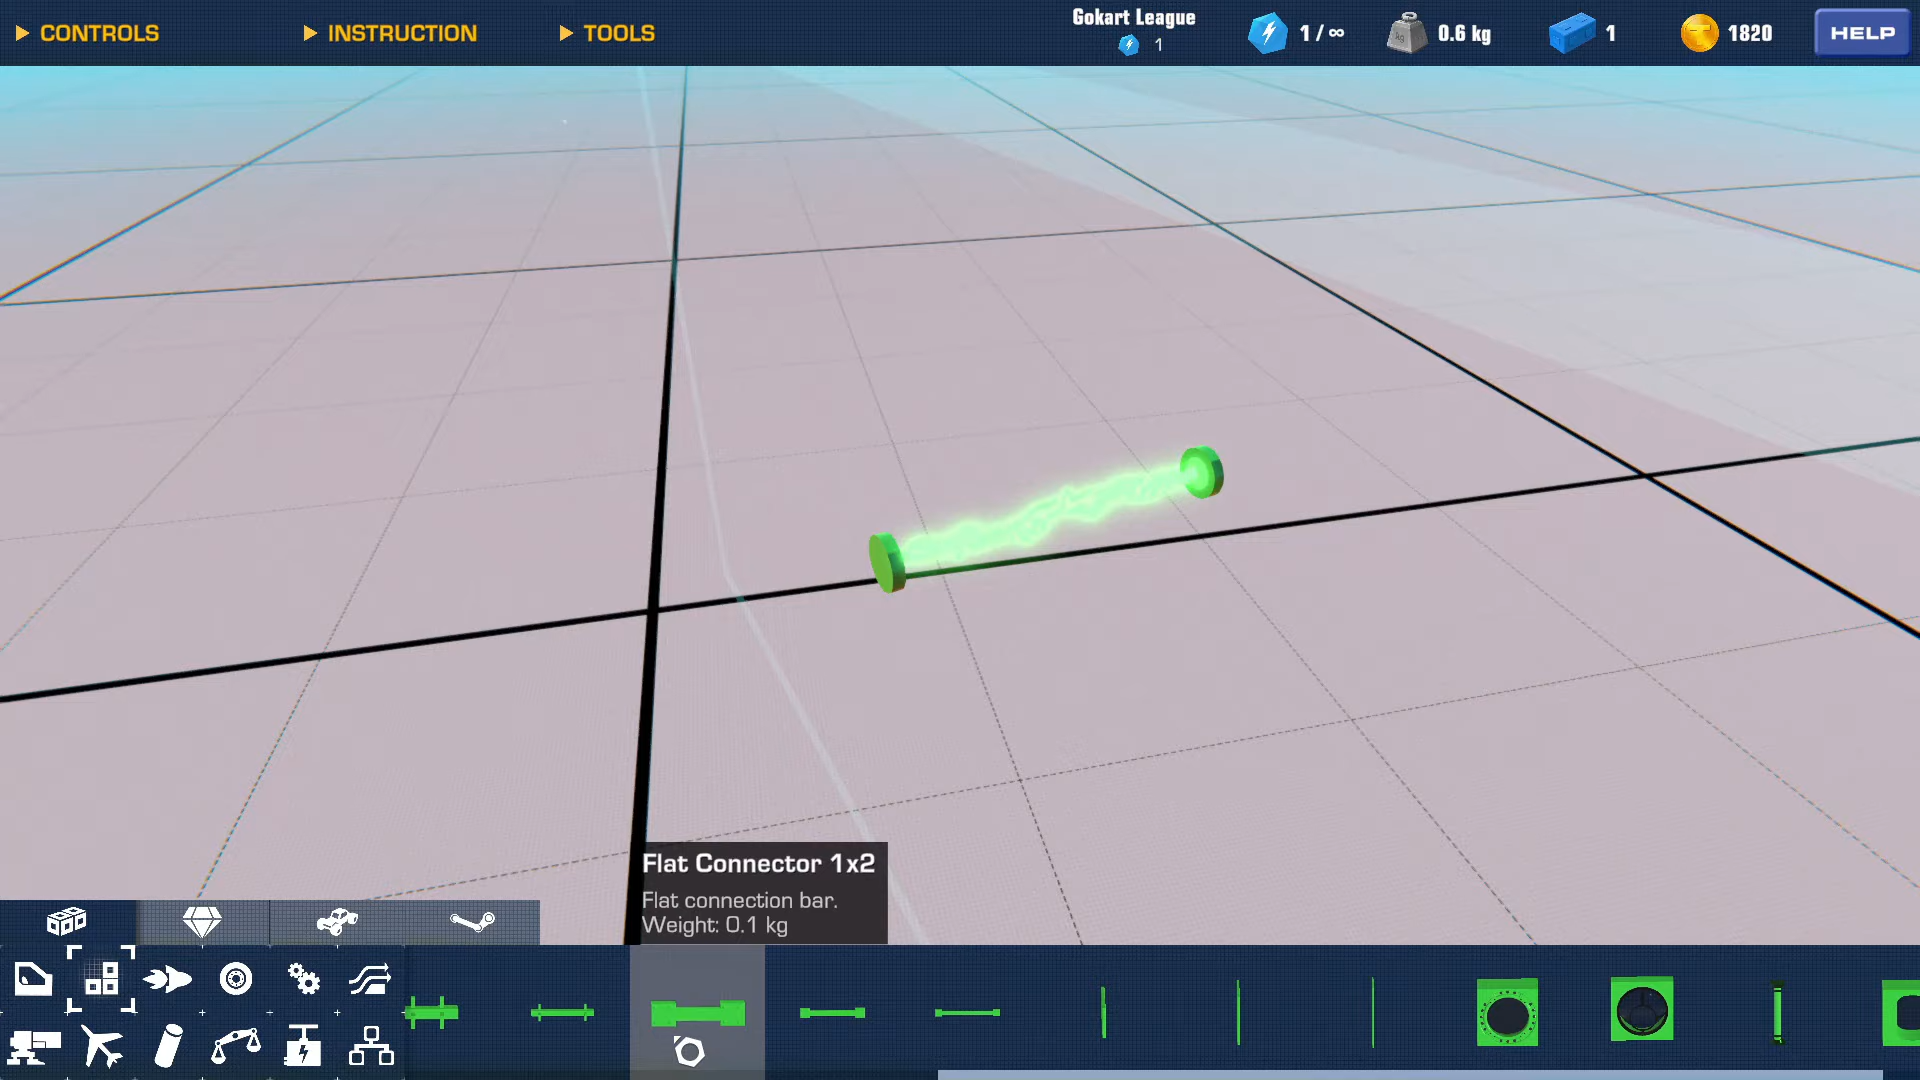 CONTROLS
INSTRUCTION
TOOLS
Gokart League
1
1 / ∞
kg
0.6 kg
1
1820
HELP
Flat Connector 1x2
Flat connection bar.
Weight: 0.1 kg